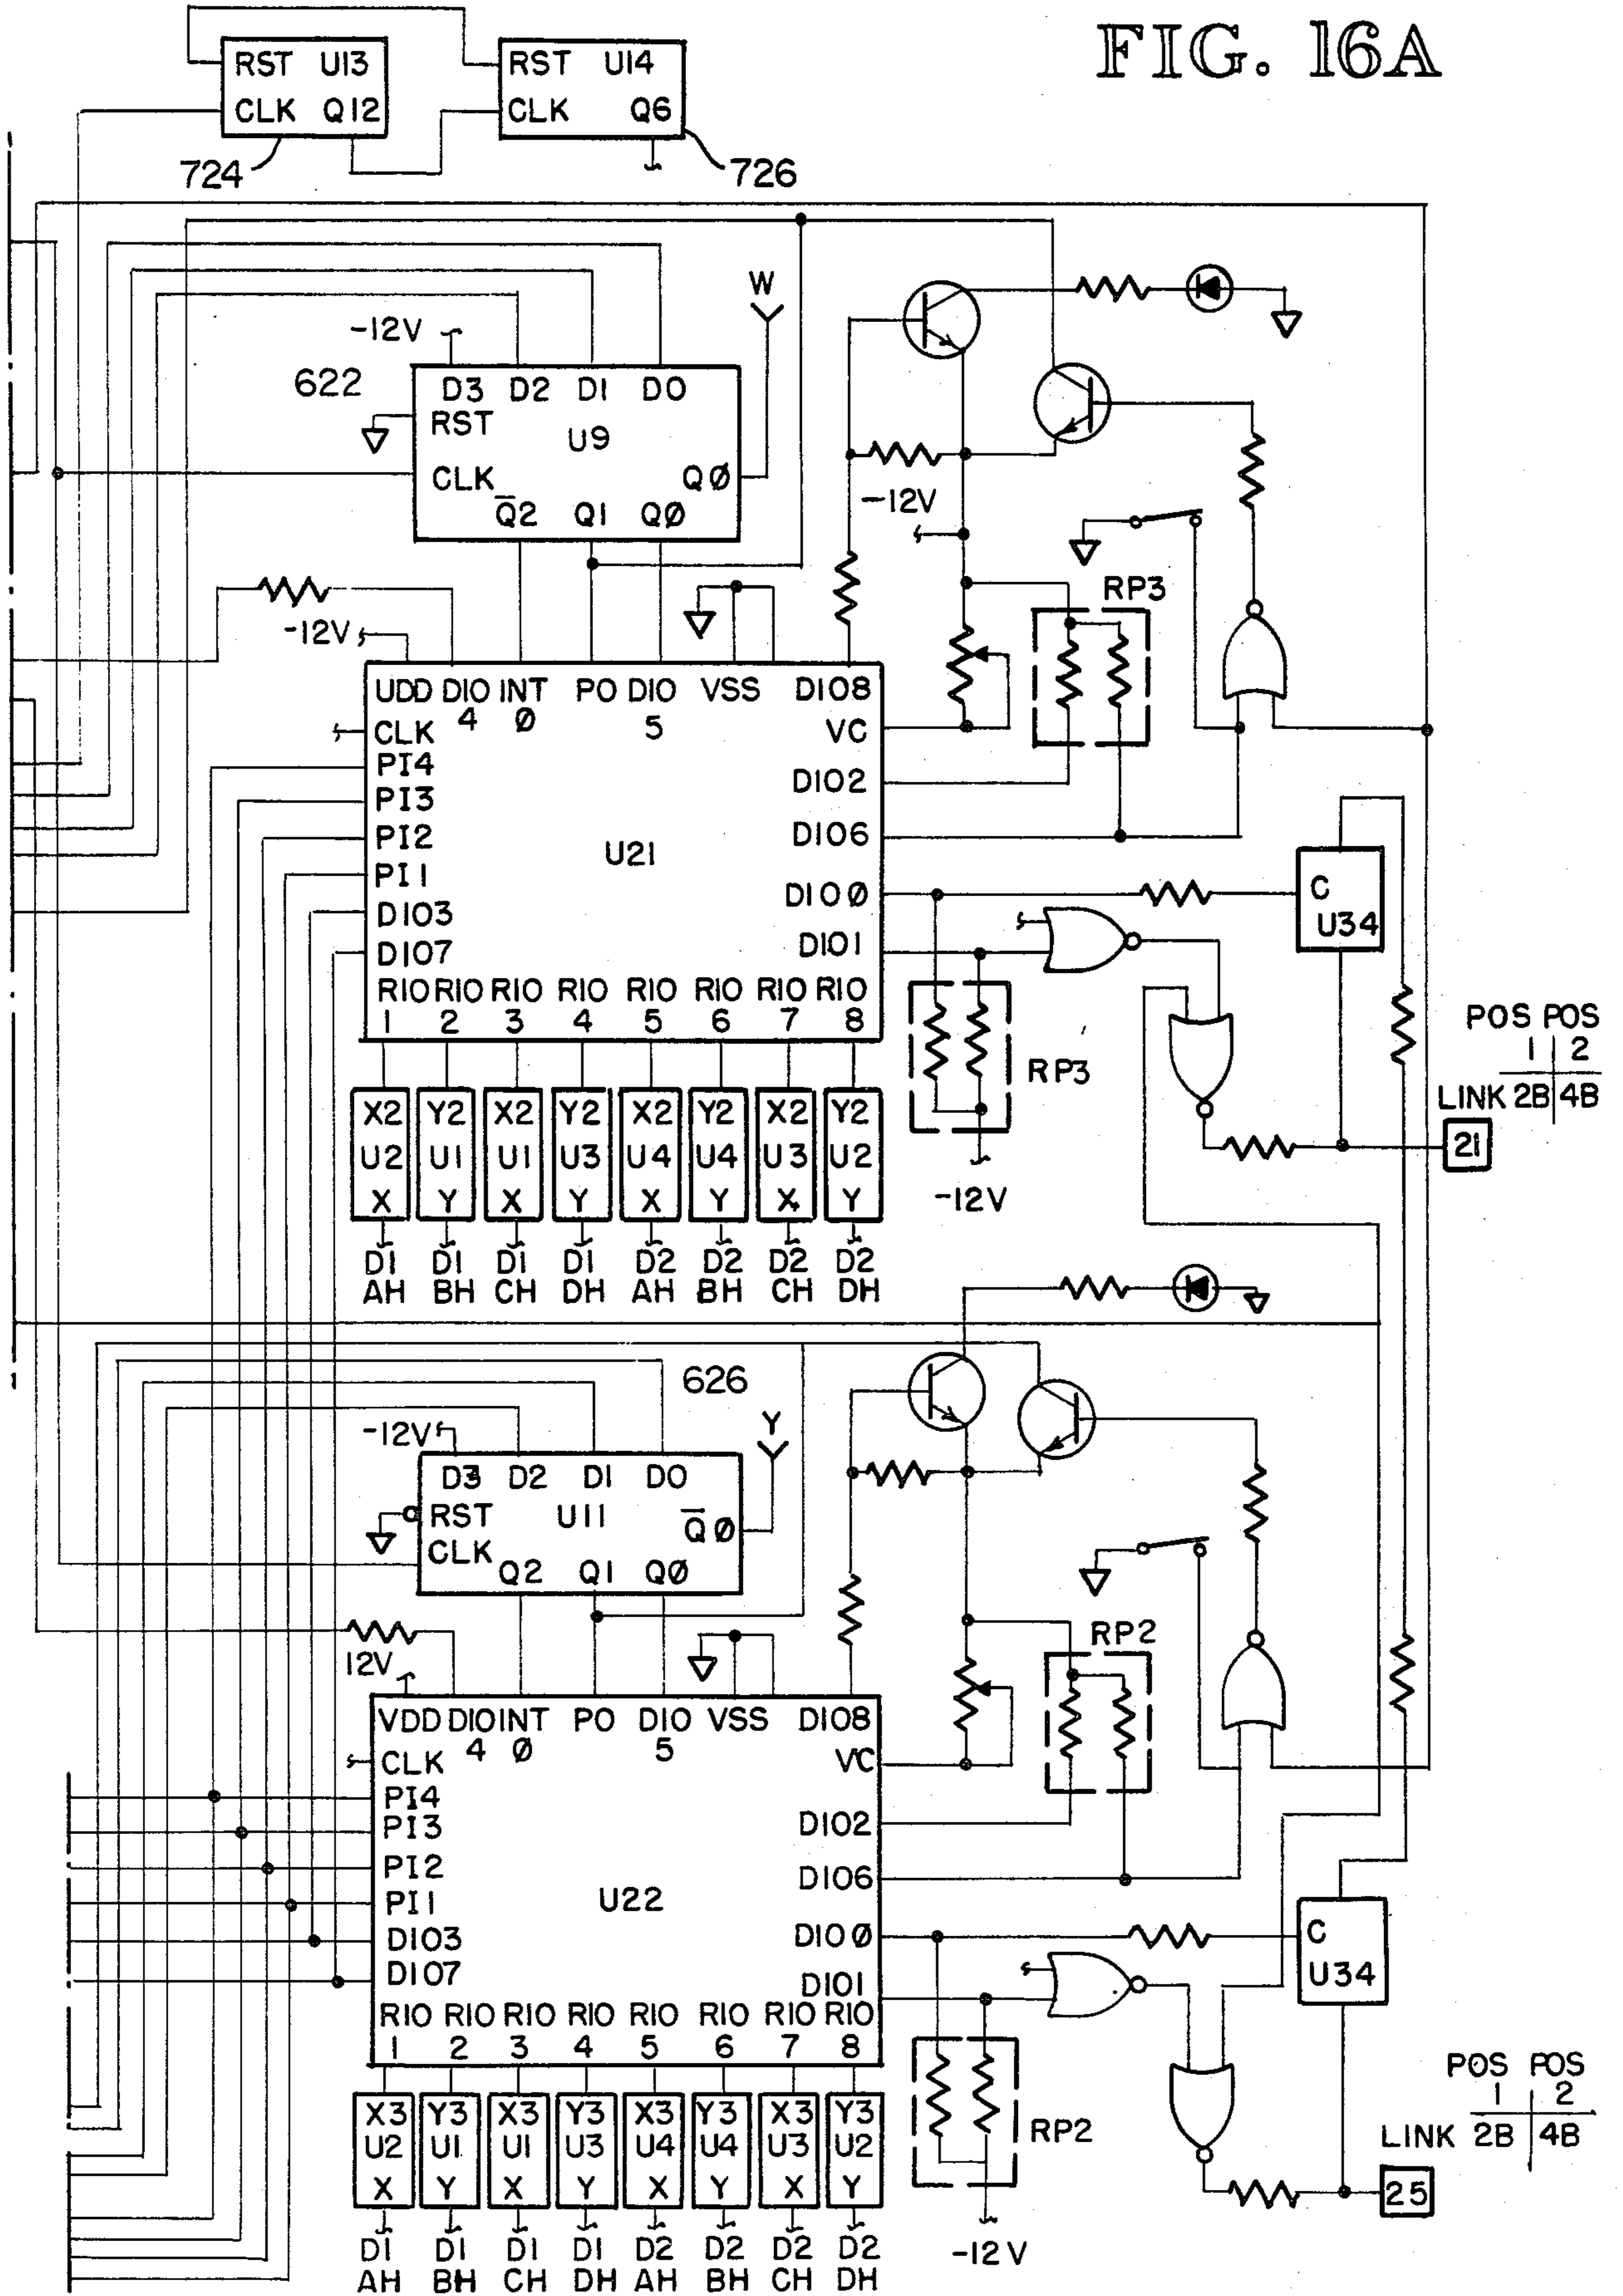 FIG. 16A
RST U13
CLK Q12
RST U14
CLK Q6
724
726
W
-12V
622
D3 D2 D1 D0
RST
U9
CLK
QØ
Q̅2 Q1 QØ
-12V
RP3
-12V
UDD DIO INT PO DIO VSS DIO8
4 Ø 5
CLK
VC
PI4
DIO2
PI3
PI2
DIO6
U21
PI1
DIOØ
DIO3
DIO1
DIO7
C
U34
RIO RIO RIO RIO RIO RIO RIO RIO
1 2 3 4 5 6 7 8
RP3
POS POS
1 2
LINK 2B 4B
21
X2 Y2 X2 Y2 X2 Y2 X2 Y2
U2 U1 U1 U3 U4 U4 U3 U2
X Y X Y X Y X Y
-12V
D1 D1 D1 D1 D2 D2 D2 D2
AH BH CH DH AH BH CH DH
626
Y
-12V
D3 D2 D1 D0
RST U11
Q̅Ø
CLK
Q2 Q1 QØ
12V
RP2
VDD DIO INT PO DIO VSS DIO8
4 Ø 5
CLK
VC
PI4
DIO2
PI3
PI2
DIO6
PI1
U22
DIOØ
DIO3
DIO7
DIO1
C
U34
RIO RIO RIO RIO RIO RIO RIO RIO
1 2 3 4 5 6 7 8
RP2
POS POS
1 2
LINK 2B 4B
25
X3 Y3 X3 Y3 X3 Y3 X3 Y3
U2 U1 U1 U3 U4 U4 U3 U2
X Y X Y X Y X Y
-12V
D1 D1 D1 D1 D2 D2 D2 D2
AH BH CH DH AH BH CH DH